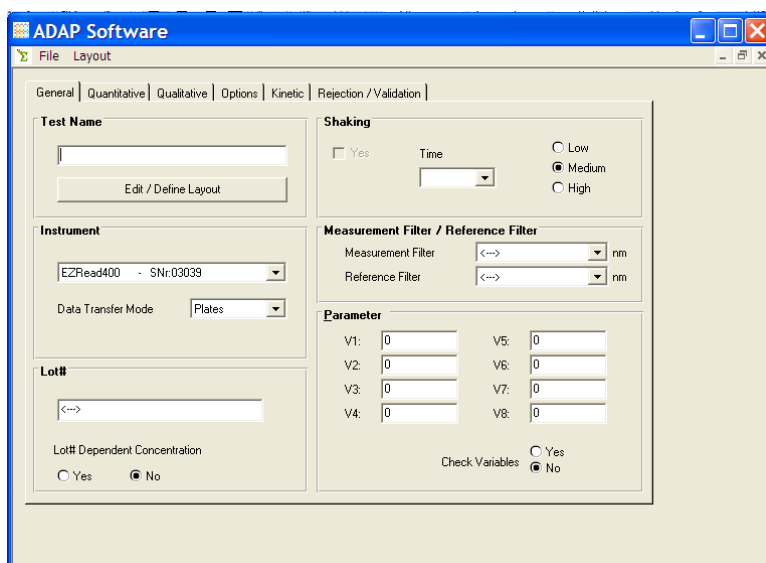 ADAP Software
File Layout
General Quantitative Qualitative Options Kinetic Rejection / Validation
Test Name
Edit / Define Layout
Instrument
EZRead400 - SNr:03039
Data Transfer Mode Plates
Lot#
<--->
Lot# Dependent Concentration
Yes No
Shaking
Yes Time
Low
Medium
High
Measurement Filter / Reference Filter
Measurement Filter <---> nm
Reference Filter <---> nm
Parameter
V1: 0 V5: 0
V2: 0 V6: 0
V3: 0 V7: 0
V4: 0 V8: 0
Check Variables Yes
No